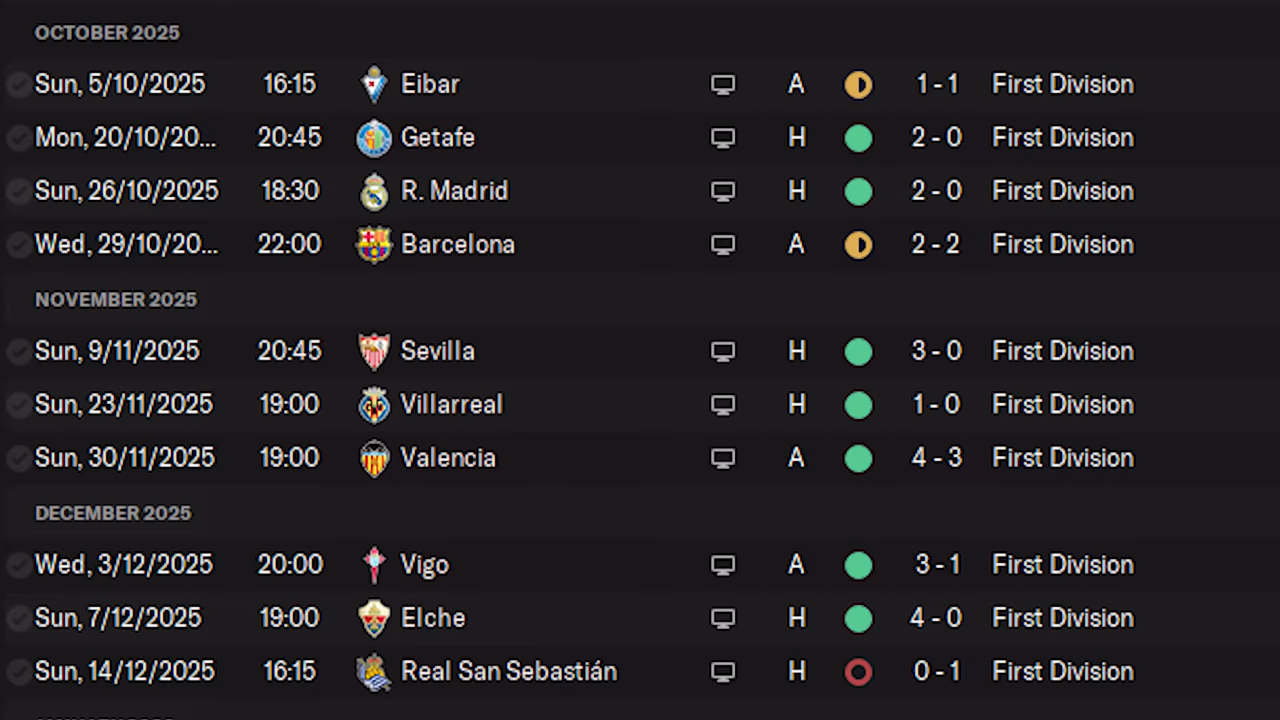 OCTOBER 2025
Sun, 5/10/2025 16:15 Eibar A 1 - 1 First Division
Mon, 20/10/20... 20:45 Getafe H 2 - 0 First Division
Sun, 26/10/2025 18:30 R. Madrid H 2 - 0 First Division
Wed, 29/10/20... 22:00 Barcelona A 2 - 2 First Division
NOVEMBER 2025
Sun, 9/11/2025 20:45 Sevilla H 3 - 0 First Division
Sun, 23/11/2025 19:00 Villarreal H 1 - 0 First Division
Sun, 30/11/2025 19:00 Valencia A 4 - 3 First Division
DECEMBER 2025
Wed, 3/12/2025 20:00 Vigo A 3 - 1 First Division
Sun, 7/12/2025 19:00 Elche H 4 - 0 First Division
Sun, 14/12/2025 16:15 Real San Sebastián H 0 - 1 First Division